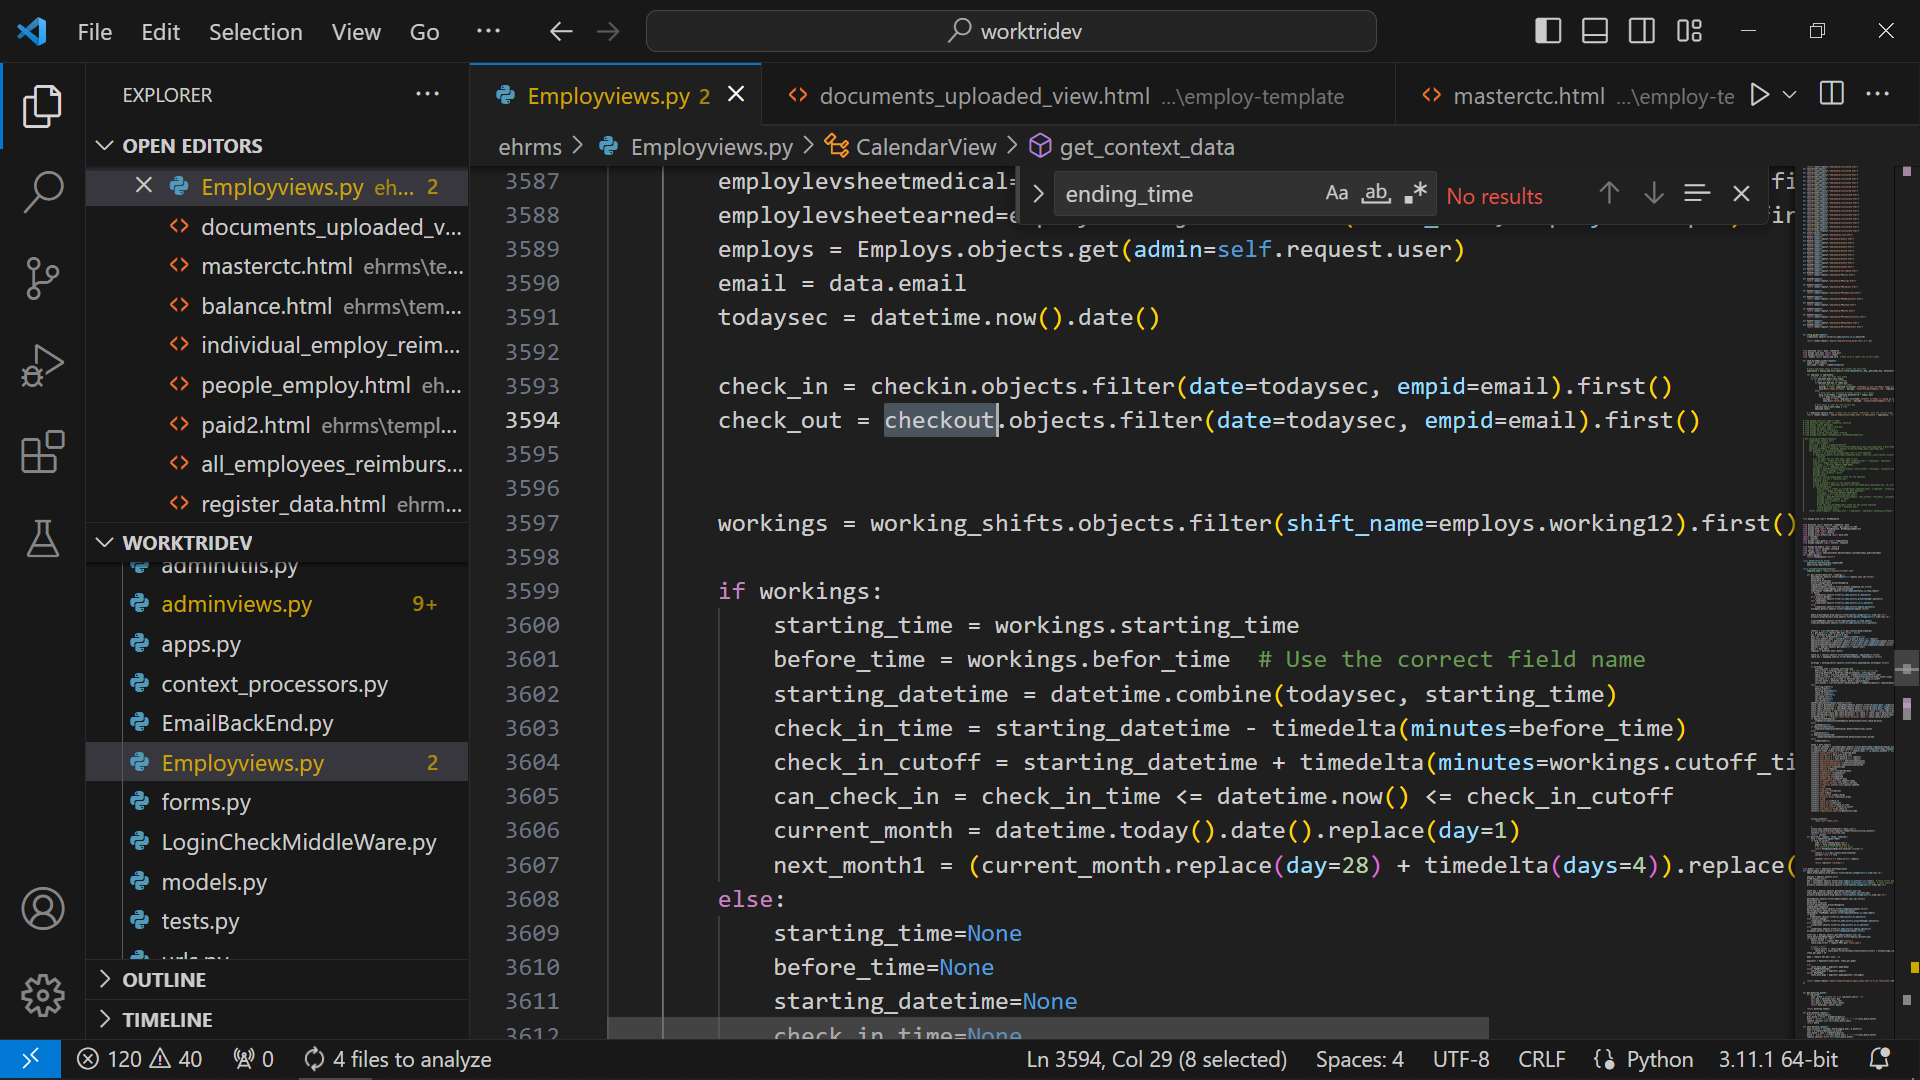 File Edit Selection View Go ··· worktridev
EXPLORER ···
OPEN EDITORS
Employviews.py eh... 2
documents_uploaded_v...
masterctc.html ehrms\te...
balance.html ehrms\tem...
individual_employ_reim...
people_employ.html eh...
paid2.html ehrms\templ...
all_employees_reimburs...
register_data.html ehrm...
WORKTRIDEV
adminutils.py
adminviews.py 9+
apps.py
context_processors.py
EmailBackEnd.py
Employviews.py 2
forms.py
LoginCheckMiddleWare.py
models.py
tests.py
urls.py
OUTLINE
TIMELINE
Employviews.py 2 documents_uploaded_view.html ...\employ-template masterctc.html ...\employ-te
ehrms > Employviews.py > CalendarView > get_context_data
ending_time Aa ab .* No results
3587 employlevsheetmedical=
3588 employlevsheetearned=
3589 employs = Employs.objects.get(admin=self.request.user)
3590 email = data.email
3591 todaysec = datetime.now().date()
3592
3593 check_in = checkin.objects.filter(date=todaysec, empid=email).first()
3594 check_out = checkout.objects.filter(date=todaysec, empid=email).first()
3595
3596
3597 workings = working_shifts.objects.filter(shift_name=employs.working12).first()
3598
3599 if workings:
3600 starting_time = workings.starting_time
3601 before_time = workings.befor_time # Use the correct field name
3602 starting_datetime = datetime.combine(todaysec, starting_time)
3603 check_in_time = starting_datetime - timedelta(minutes=before_time)
3604 check_in_cutoff = starting_datetime + timedelta(minutes=workings.cutoff_ti
3605 can_check_in = check_in_time <= datetime.now() <= check_in_cutoff
3606 current_month = datetime.today().date().replace(day=1)
3607 next_month1 = (current_month.replace(day=28) + timedelta(days=4)).replace(
3608 else:
3609 starting_time=None
3610 before_time=None
3611 starting_datetime=None
3612 check_in_time=None
120 40 0 4 files to analyze Ln 3594, Col 29 (8 selected) Spaces: 4 UTF-8 CRLF Python 3.11.1 64-bit